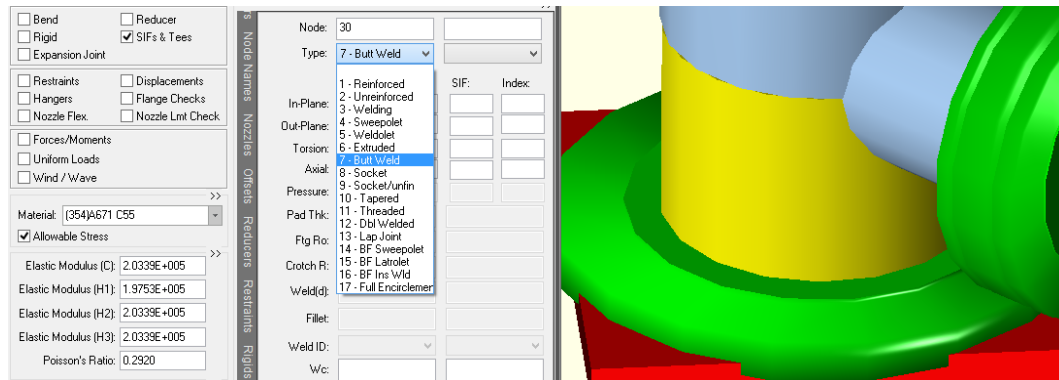 Bend
Reducer
Rigid
SIFs & Tees
Expansion Joint
Restraints
Displacements
Hangers
Flange Checks
Nozzle Flex.
Nozzle Lmt Check
Forces/Moments
Uniform Loads
Wind / Wave
>>
Material: (354)A671 C55
Allowable Stress
>>
Elastic Modulus (C): 2.0339E+005
Elastic Modulus (H1): 1.9753E+005
Elastic Modulus (H2): 2.0339E+005
Elastic Modulus (H3): 2.0339E+005
Poisson's Ratio: 0.2920
Node Names
Nozzles
Offsets
Reducers
Restraints
Rigids
Node: 30
Type: 7 - Butt Weld
SIF: Index:
In-Plane:
Out-Plane:
Torsion:
Axial:
Pressure:
Pad Thk:
Ftg Ro:
Crotch R:
Weld(d):
Fillet:
Weld ID:
Wc:
1 - Reinforced
2 - Unreinforced
3 - Welding
4 - Sweepolet
5 - Weldolet
6 - Extruded
7 - Butt Weld
8 - Socket
9 - Socket/unfin
10 - Tapered
11 - Threaded
12 - Dbl Welded
13 - Lap Joint
14 - BF Sweepolet
15 - BF Latrolet
16 - BF Ins Wld
17 - Full Encirclemen